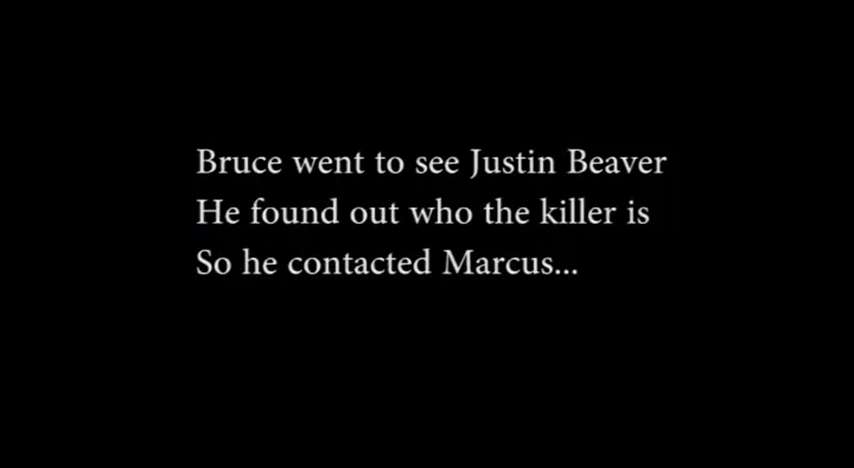 Bruce went to see Justin Beaver
He found out who the killer is
So he contacted Marcus...